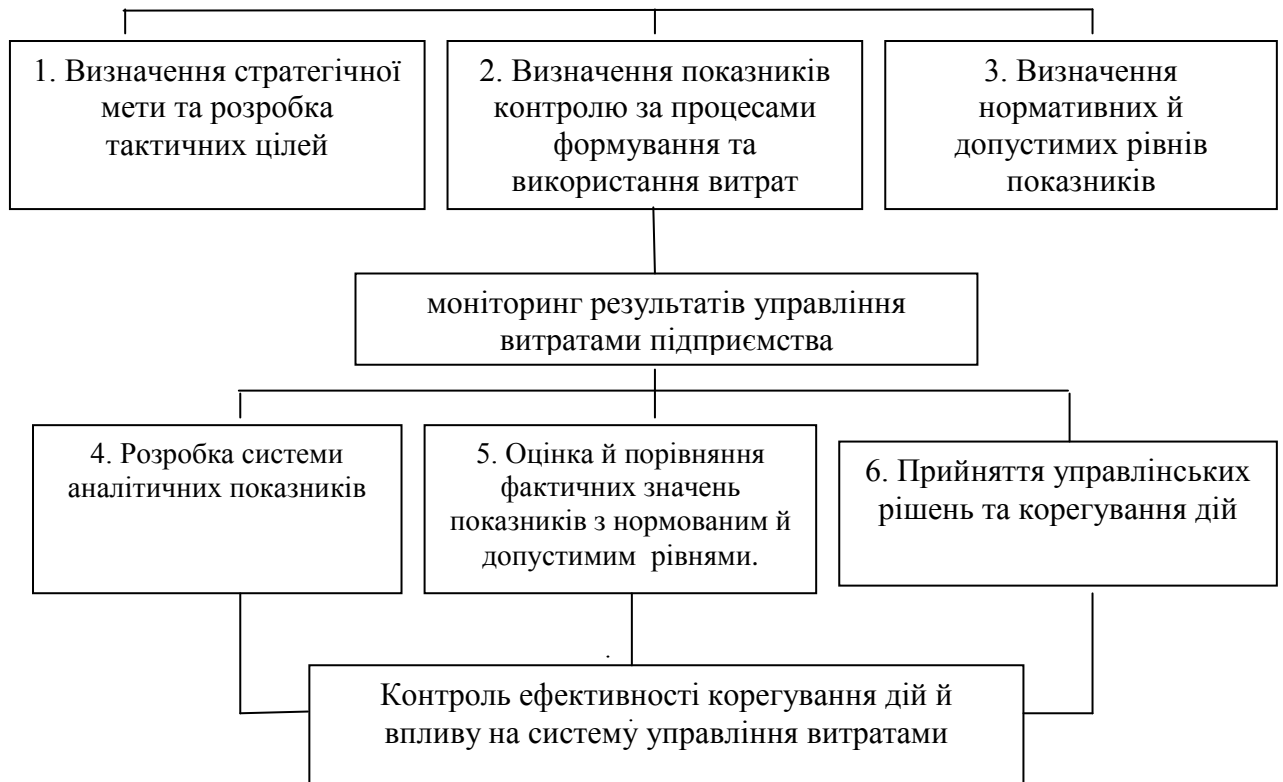 1. Визначення стратегічної
мети та розробка
тактичних цілей
2. Визначення показників
контролю за процесами
формування та
використання витрат
3. Визначення
нормативних й
допустимих рівнів
показників
моніторинг результатів управління
витратами підприємства
4. Розробка системи
аналітичних показників
5. Оцінка й порівняння
фактичних значень
показників з нормованим й
допустимим рівнями.
6. Прийняття управлінських
рішень та корегування дій
Контроль ефективності корегування дій й
впливу на систему управління витратами